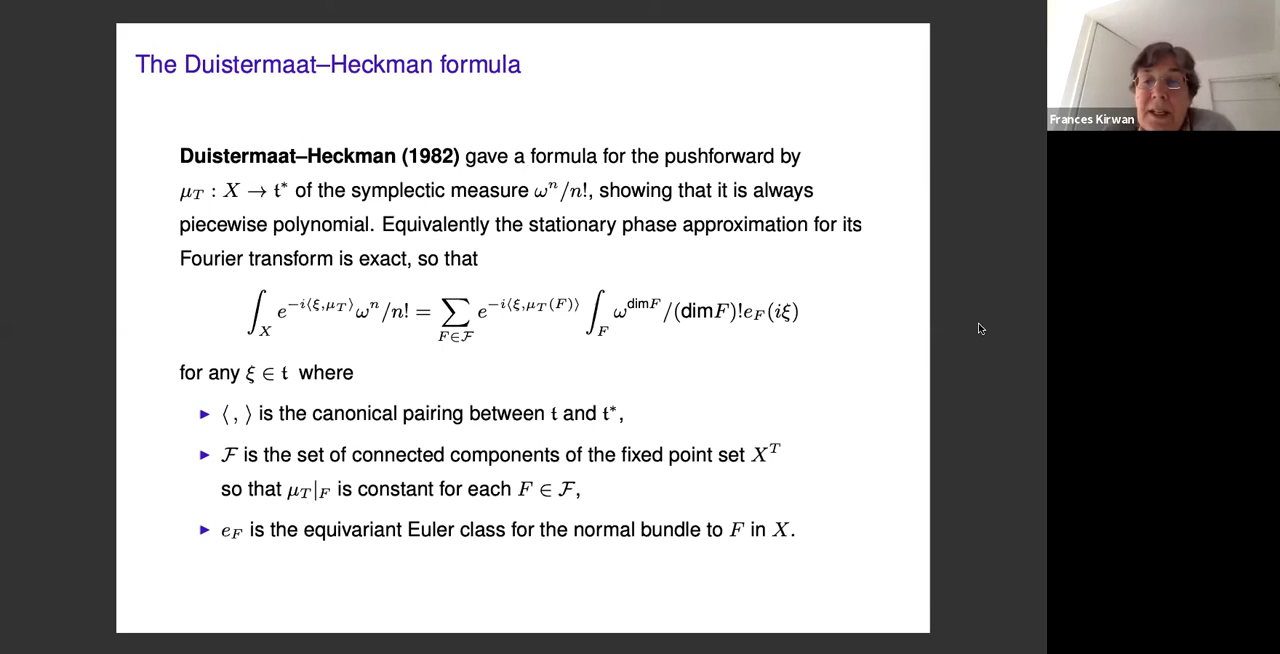 The Duistermaat–Heckman formula
Duistermaat–Heckman (1982) gave a formula for the pushforward by
μ_T : X → 𝔱* of the symplectic measure ω^n/n!, showing that it is always
piecewise polynomial. Equivalently the stationary phase approximation for its
Fourier transform is exact, so that
∫_X e^{−i⟨ξ,μ_T⟩} ω^n/n! = ∑_{F∈ℱ} e^{−i⟨ξ,μ_T(F)⟩} ∫_F ω^{dimF}/(dimF)!e_F(iξ)
for any ξ ∈ 𝔱 where
▶ ⟨ , ⟩ is the canonical pairing between 𝔱 and 𝔱*,
▶ ℱ is the set of connected components of the fixed point set X^T
so that μ_T|_F is constant for each F ∈ ℱ,
▶ e_F is the equivariant Euler class for the normal bundle to F in X.
Frances Kirwan